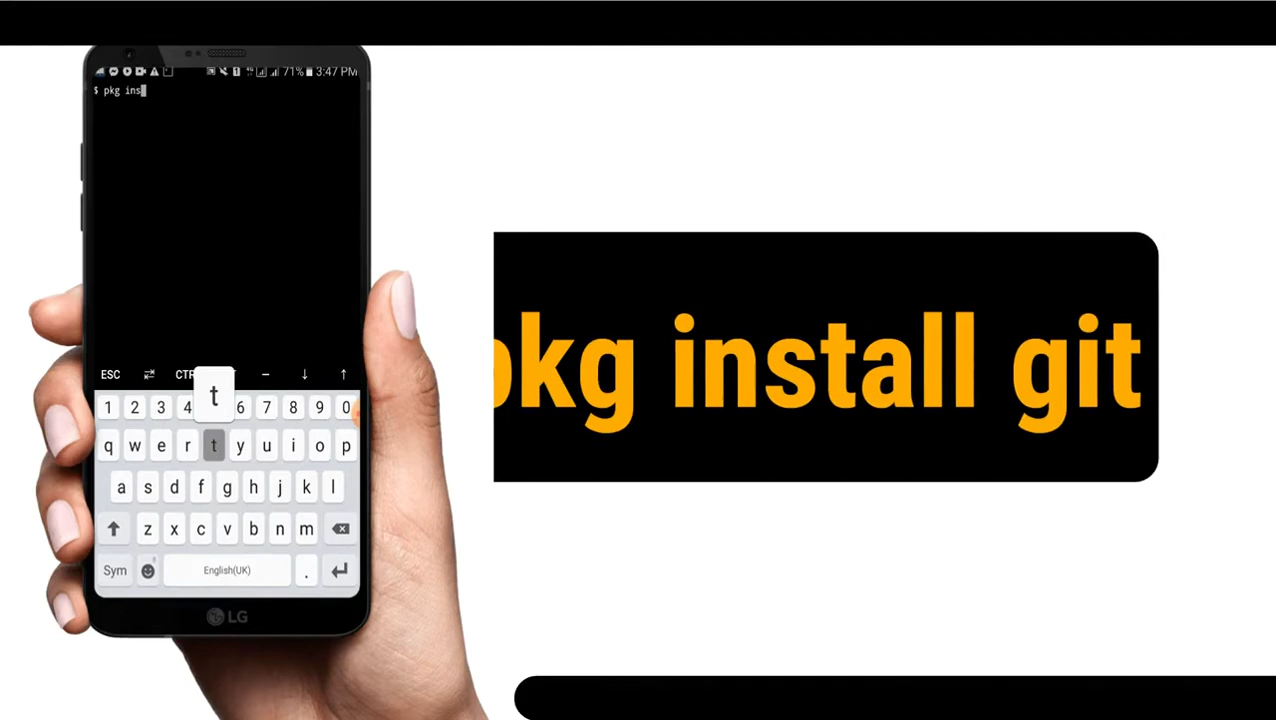 71% 3:47 PM
$ pkg ins
ESC CTR
t
1 2 3 4 6 7 8 9 0
q w e r t y u i o p
a s d f g h j k l
z x c v b n m
Sym English(UK) .
LG
pkg install git